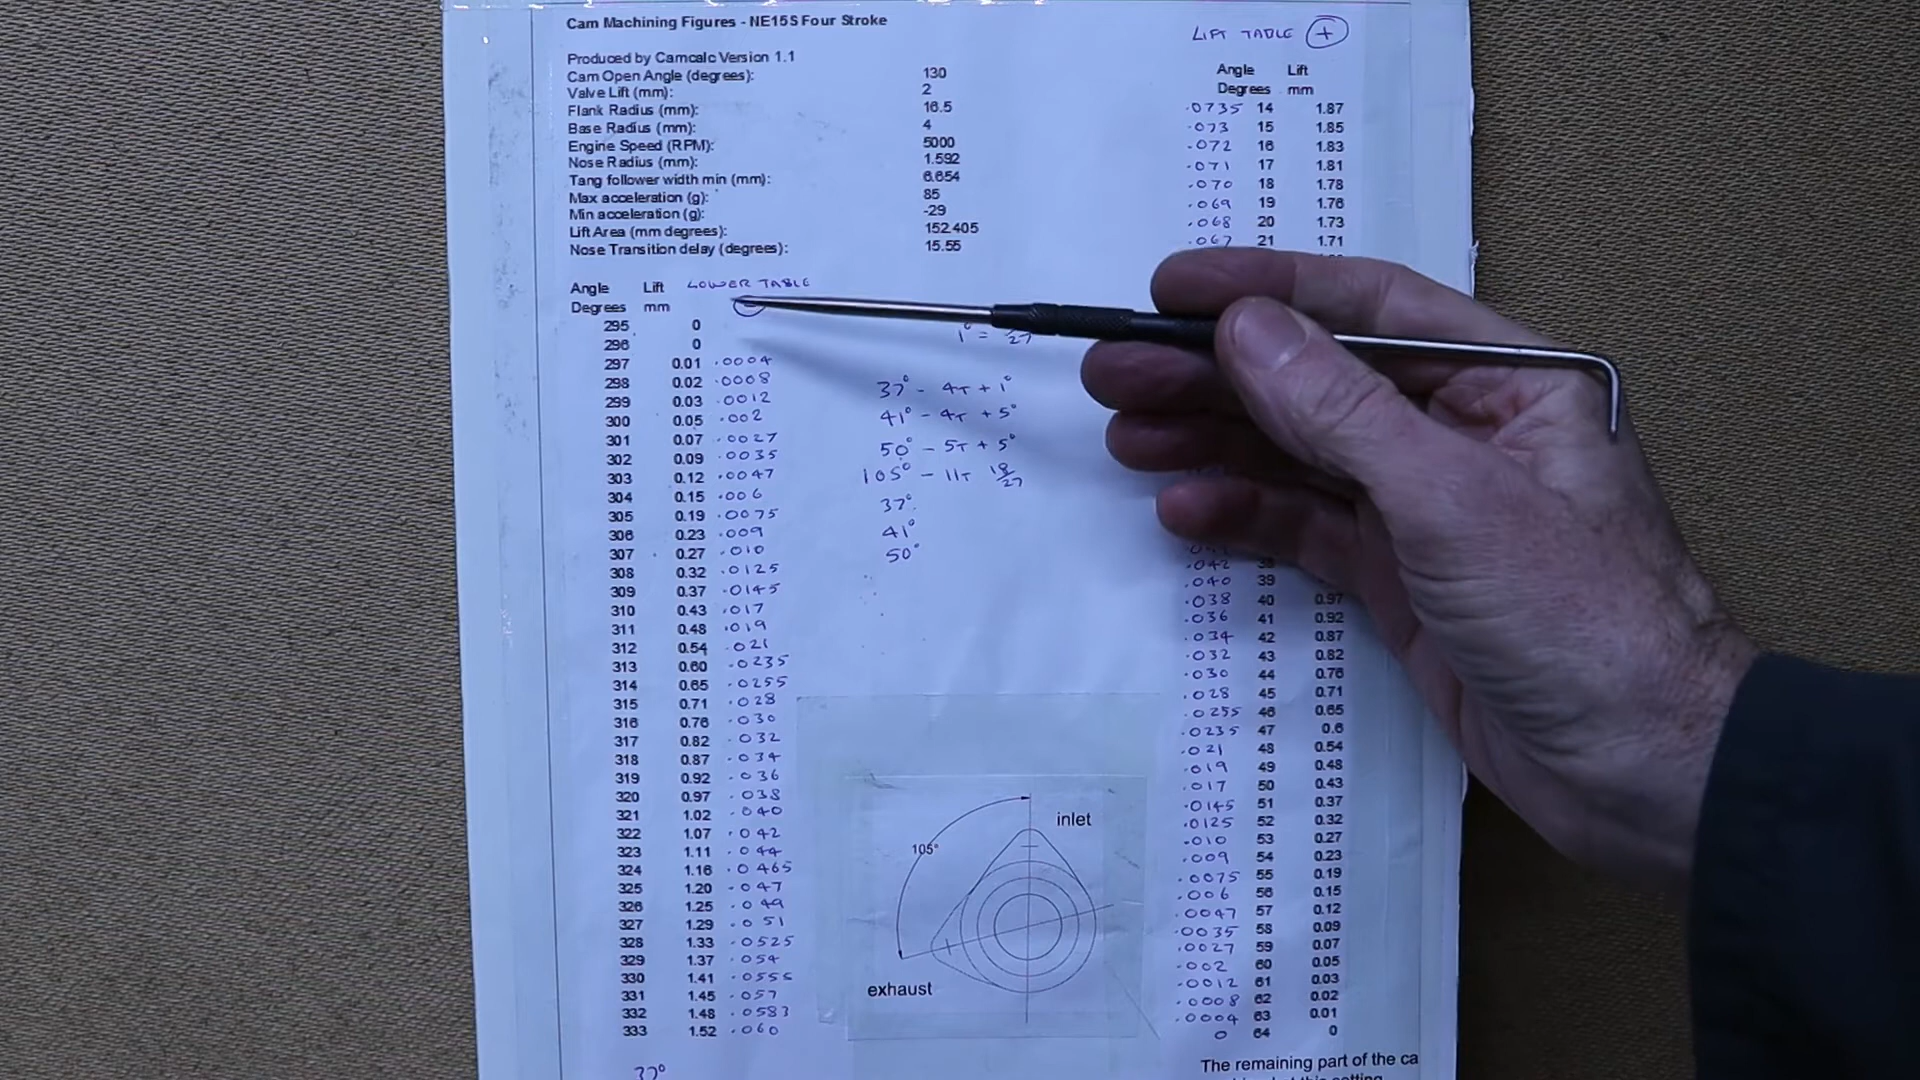 Cam Machining Figures - NE15S Four Stroke
Produced by Camcalc Version 1.1
Cam Open Angle (degrees): 130
Valve Lift (mm): 2
Flank Radius (mm): 16.5
Base Radius (mm): 4
Engine Speed (RPM): 5000
Nose Radius (mm): 1.592
Tang follower width min (mm): 6.654
Max acceleration (g): 85
Min acceleration (g): -29
Lift Area (mm degrees): 152.405
Nose Transition delay (degrees): 15.55
Angle Lift LOWER TABLE
Degrees mm
295 0
296 0
297 0.01 .0004
298 0.02 .0008
299 0.03 .0012
300 0.05 .002
301 0.07 .0027
302 0.09 .0035
303 0.12 .0047
304 0.15 .006
305 0.19 .0075
306 0.23 .009
307 0.27 .010
308 0.32 .0125
309 0.37 .0145
310 0.43 .017
311 0.48 .019
312 0.54 .021
313 0.60 .0235
314 0.65 .0255
315 0.71 .028
316 0.76 .030
317 0.82 .032
318 0.87 .034
319 0.92 .036
320 0.97 .038
321 1.02 .040
322 1.07 .042
323 1.11 .044
324 1.16 .0465
325 1.20 .047
326 1.25 .049
327 1.29 .051
328 1.33 .0525
329 1.37 .054
330 1.41 .0555
331 1.45 .057
332 1.48 .0583
333 1.52 .060
37°
1° = 27
37° - 4T + 1°
41° - 4T + 5°
50° - 5T + 5°
105° - 11T 18/27
37°
41°
50°
105°
inlet
exhaust
LIFT TABLE +
Angle Lift
Degrees mm
.0735 14 1.87
.073 15 1.85
.072 16 1.83
.071 17 1.81
.070 18 1.78
.069 19 1.76
.068 20 1.73
.067 21 1.71
.042
.040 39
.038 40 0.97
.036 41 0.92
.034 42 0.87
.032 43 0.82
.030 44 0.76
.028 45 0.71
.0255 46 0.65
.0235 47 0.6
.021 48 0.54
.019 49 0.48
.017 50 0.43
.0145 51 0.37
.0125 52 0.32
.010 53 0.27
.009 54 0.23
.0075 55 0.19
.006 56 0.15
.0047 57 0.12
.0035 58 0.09
.0027 59 0.07
.002 60 0.05
.0012 61 0.03
.0008 62 0.02
.0004 63 0.01
0 64 0
The remaining part of the ca